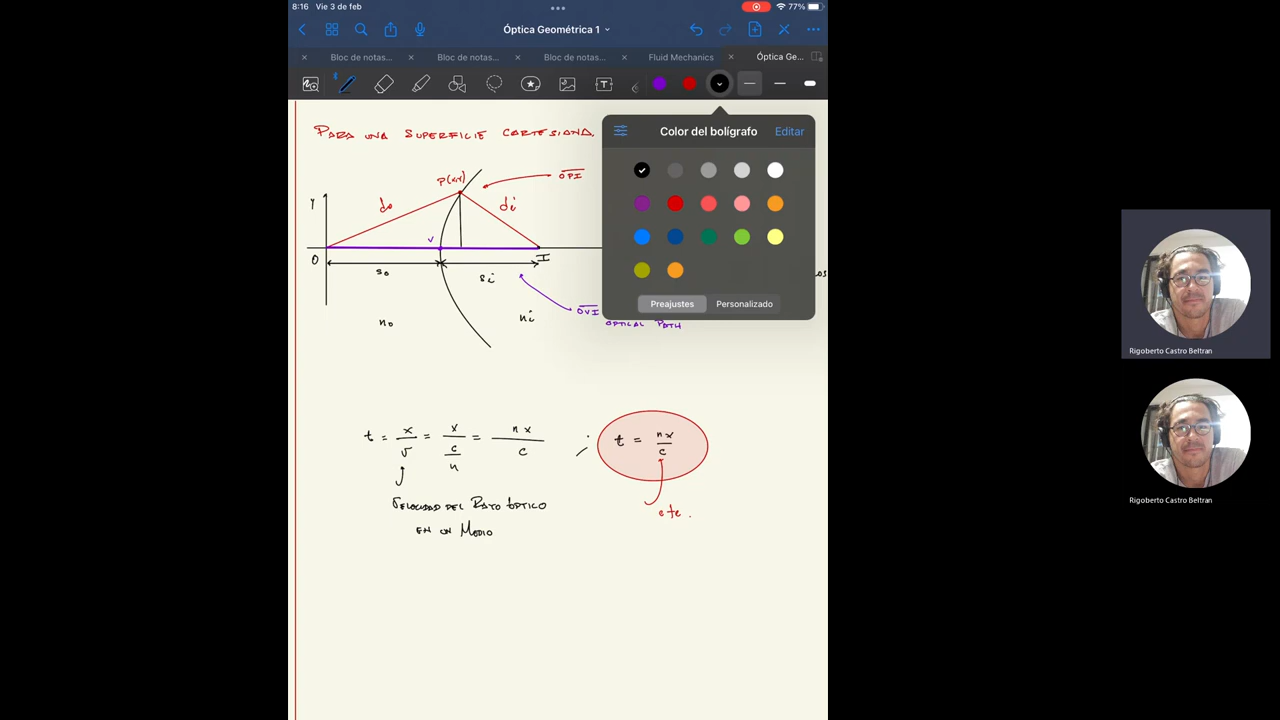 8:16 Vie 3 de feb
77%
Óptica Geométrica 1
Bloc de notas...
Bloc de notas...
Bloc de notas...
Fluid Mechanics
Óptica Ge...
T
Color del bolígrafo
Editar
Preajustes
Personalizado
PARA UNA SUPERFICIE CARTESIANA,
P(x,y)
OPI
Y
do
di
V
O
I
so
si
no
ni
OVI
OPTICAL PATH
OS
t = x/v = x/(c/n) = nx/c ; t = nx/c
VELOCIDAD DEL RAYO ÓPTICO
EN UN MEDIO
cte.
Rigoberto Castro Beltran
Rigoberto Castro Beltran